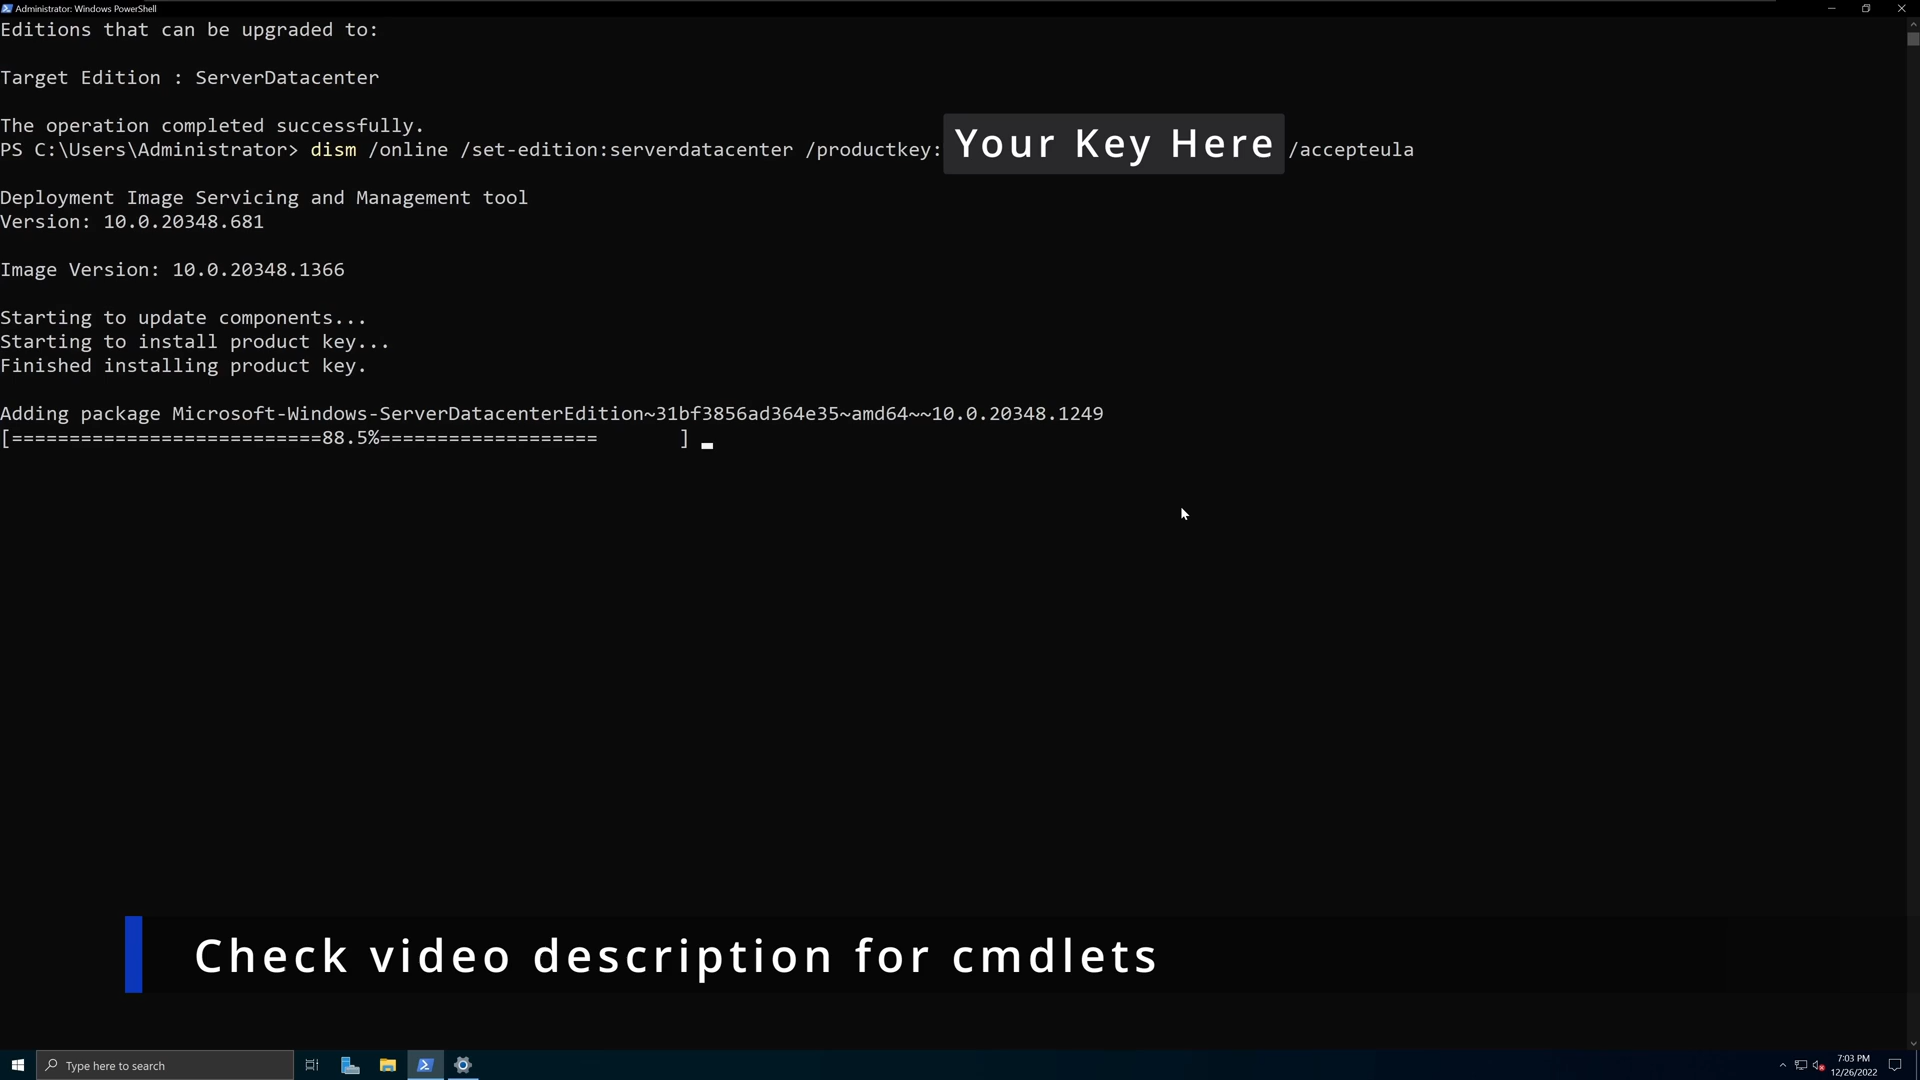 Administrator: Windows PowerShell
Editions that can be upgraded to:
Target Edition : ServerDatacenter
The operation completed successfully.
PS C:\Users\Administrator> dism /online /set-edition:serverdatacenter /productkey: Your Key Here /accepteula
Deployment Image Servicing and Management tool
Version: 10.0.20348.681
Image Version: 10.0.20348.1366
Starting to update components...
Starting to install product key...
Finished installing product key.
Adding package Microsoft-Windows-ServerDatacenterEdition~31bf3856ad364e35~amd64~~10.0.20348.1249
[===========================88.5%===================       ]
Check video description for cmdlets
Type here to search
7:03 PM
12/26/2022